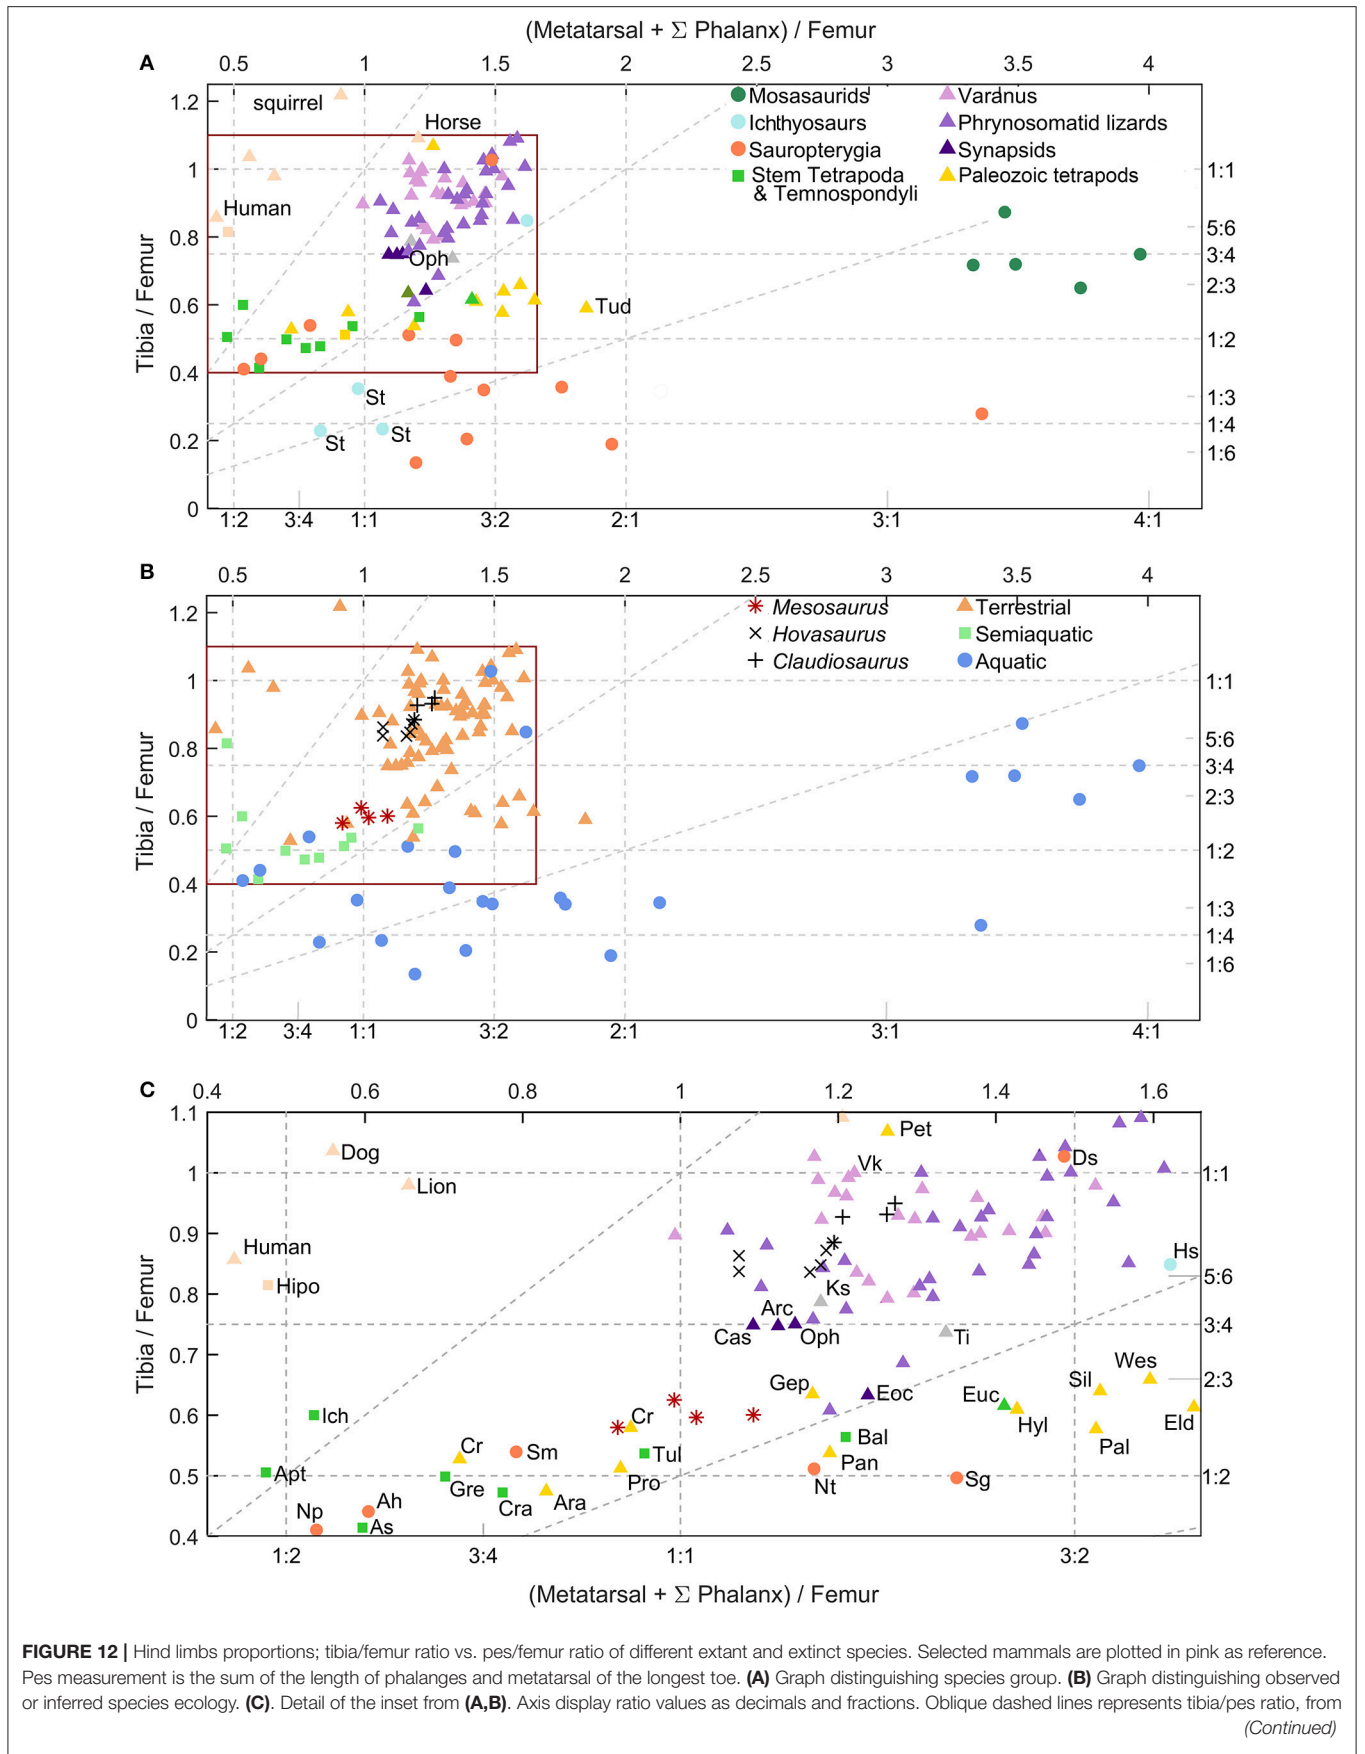 (Metatarsal + Σ Phalanx) / Femur
A
0.5 1 1.5 2 2.5 3 3.5 4
1.2 1 0.8 0.6 0.4 0.2 0
Tibia / Femur
squirrel
Horse
Human
Oph
Tud
St
St
St
Mosasaurids
Ichthyosaurs
Sauropterygia
Stem Tetrapoda
& Temnospondyli
Varanus
Phrynosomatid lizards
Synapsids
Paleozoic tetrapods
1:1
5:6
3:4
2:3
1:2
1:3
1:4
1:6
1:2 3:4 1:1 3:2 2:1 3:1 4:1
B
0.5 1 1.5 2 2.5 3 3.5 4
1.2 1 0.8 0.6 0.4 0.2 0
Tibia / Femur
Mesosaurus
Hovasaurus
Claudiosaurus
Terrestrial
Semiaquatic
Aquatic
1:1
5:6
3:4
2:3
1:2
1:3
1:4
1:6
1:2 3:4 1:1 3:2 2:1 3:1 4:1
C
0.4 0.6 0.8 1 1.2 1.4 1.6
1.1 1 0.9 0.8 0.7 0.6 0.5 0.4
Tibia / Femur
Dog
Lion
Human
Hipo
Pet
Vk
Ds
Hs
Ks
Arc
Cas
Oph
Ti
Gep
Eoc
Euc
Hyl
Sil
Wes
Eld
Pal
Ich
Cr
Cr
Sm
Tul
Bal
Pan
Apt
Gre
Pro
Nt
Sg
Np
Ah
As
Cra
Ara
1:1
5:6
3:4
2:3
1:2
1:2 3:4 1:1 3:2
(Metatarsal + Σ Phalanx) / Femur
FIGURE 12 | Hind limbs proportions; tibia/femur ratio vs. pes/femur ratio of different extant and extinct species. Selected mammals are plotted in pink as reference.
Pes measurement is the sum of the length of phalanges and metatarsal of the longest toe. (A) Graph distinguishing species group. (B) Graph distinguishing observed
or inferred species ecology. (C). Detail of the inset from (A,B). Axis display ratio values as decimals and fractions. Oblique dashed lines represents tibia/pes ratio, from
(Continued)